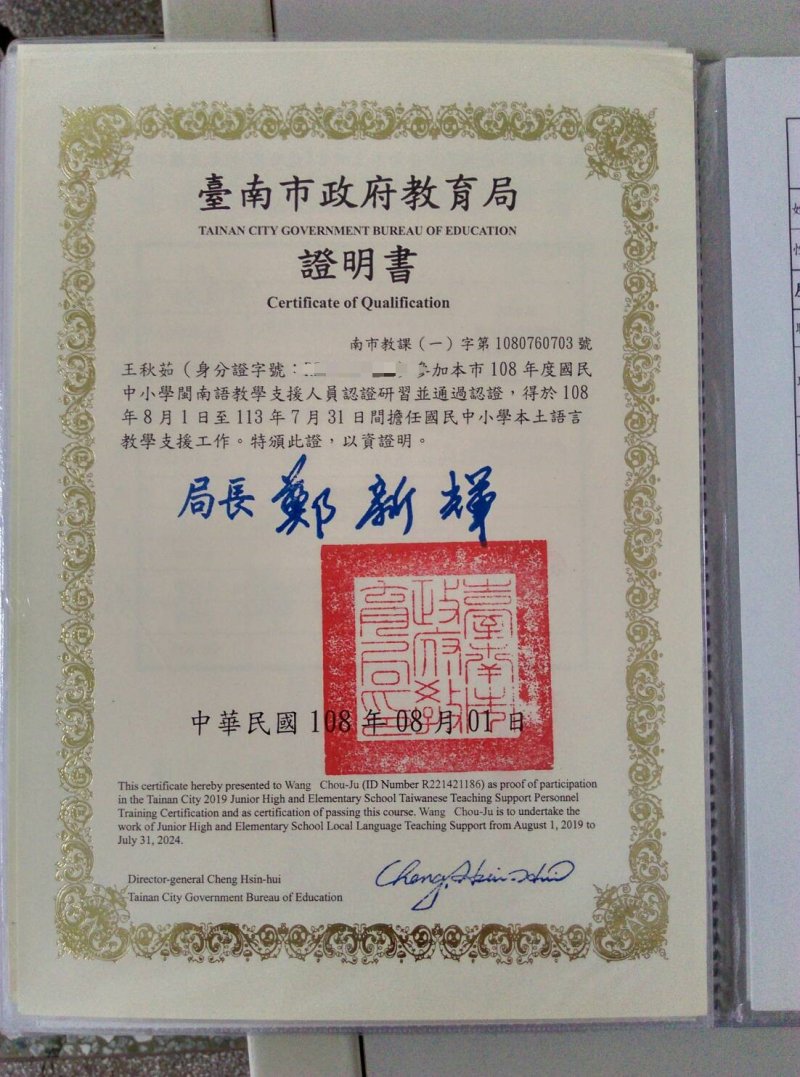 臺南市政府教育局
TAINAN CITY GOVERNMENT BUREAU OF EDUCATION
證明書
Certificate of Qualification
南市教課（一）字第 1080760703 號
王秋茹（身分證字號：參加本市 108 年度國民
中小學閩南語教學支援人員認證研習並通過認證，得於 108
年 8 月 1 日至 113 年 7 月 31 日間擔任國民中小學本土語言
教學支援工作。特頒此證，以資證明。
局長 鄭新輝
臺南市政府教育局印
中華民國 108 年 08 月 01 日
This certificate hereby presented to Wang Chou-Ju (ID Number R221421186) as proof of participation
in the Tainan City 2019 Junior High and Elementary School Taiwanese Teaching Support Personnel
Training Certification and as certification of passing this course. Wang Chou-Ju is to undertake the
work of Junior High and Elementary School Local Language Teaching Support from August 1, 2019 to
July 31, 2024.
Director-general Cheng Hsin-hui
Cheng, Hsin-Hui
Tainan City Government Bureau of Education